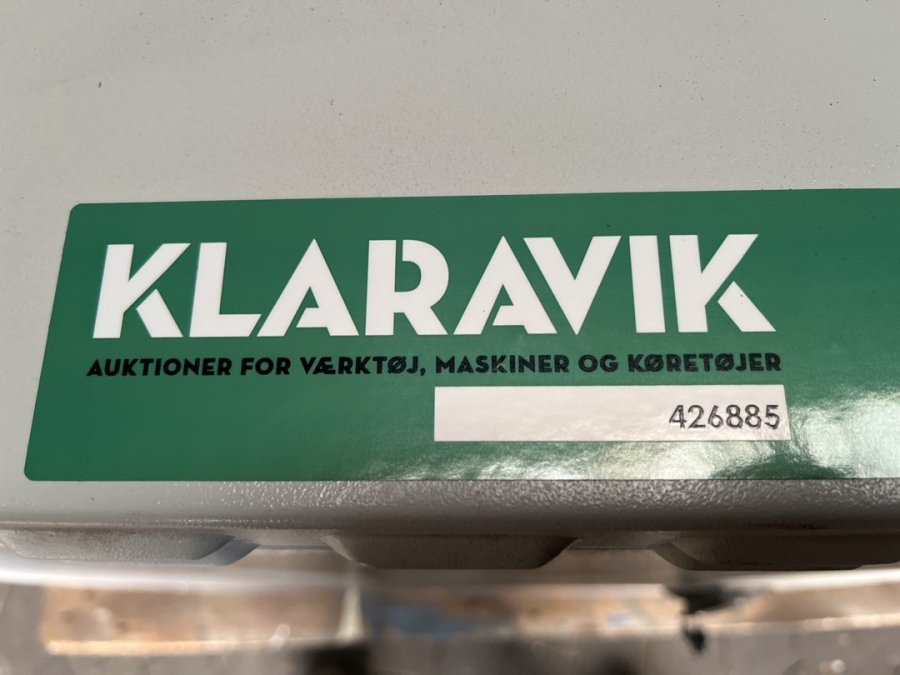 KLARAVIK
AUKTIONER FOR VÆRKTØJ, MASKINER OG KØRETØJER
426885